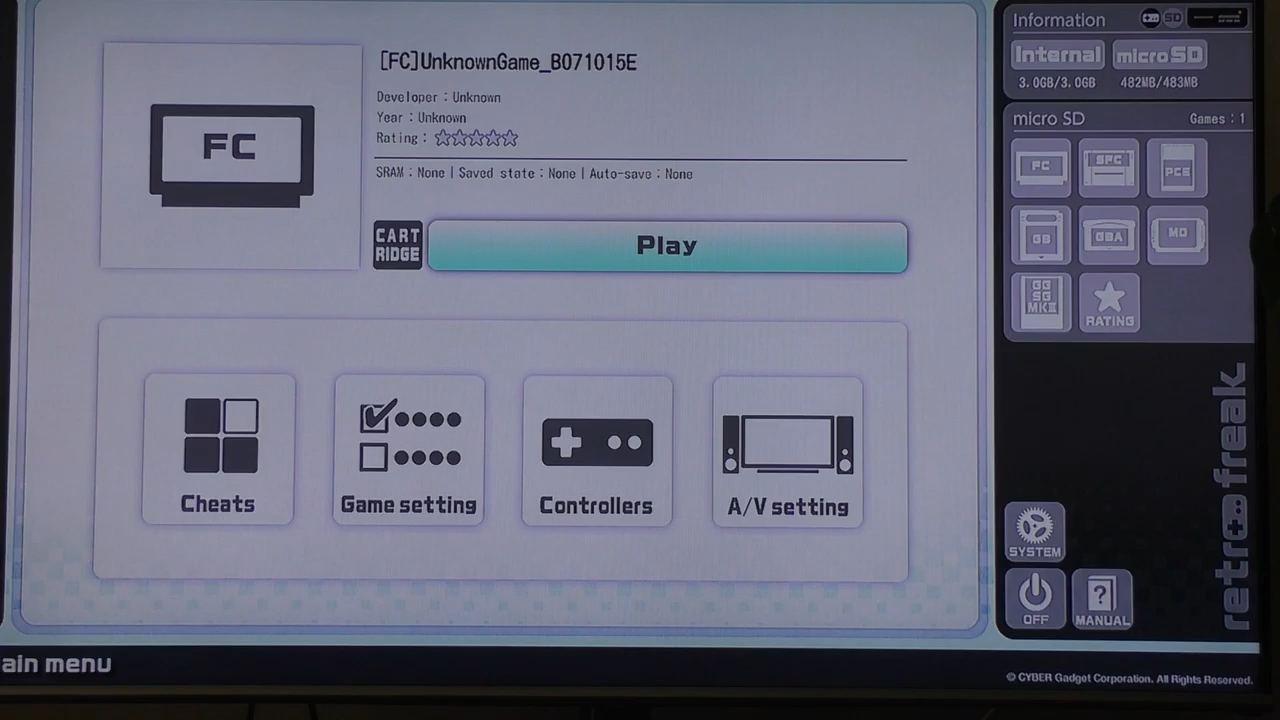 FC
[FC]UnknownGame_B071015E
Developer : Unknown
Year : Unknown
Rating :
SRAM : None | Saved state : None | Auto-save : None
CART
RIDGE
Play
Cheats
Game setting
Controllers
A/V setting
ain menu
Information
SD
Internal
microSD
3.0GB/3.0GB
482MB/483MB
micro SD
Games : 1
FC
SFC
PCE
GB
GBA
MD
GG
SG
MKIII
RATING
SYSTEM
OFF
?
MANUAL
retro freak
© CYBER Gadget Corporation. All Rights Reserved.